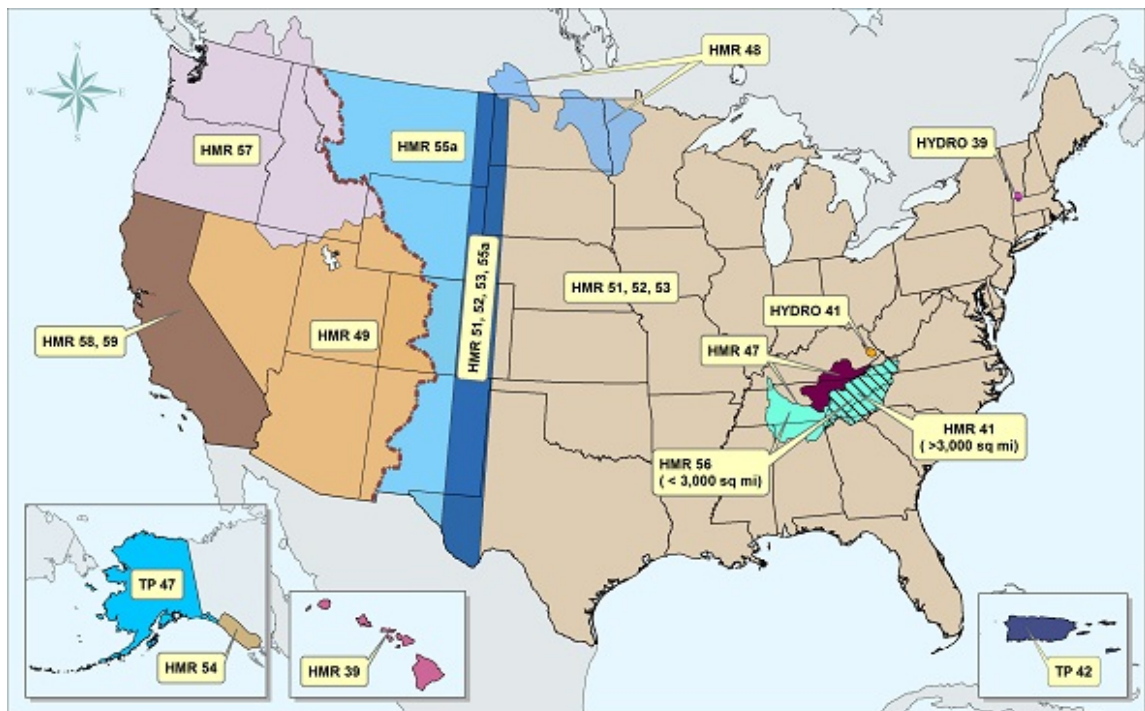 HMR 48
N
W
E
S
HMR 57
HMR 55a
HYDRO 39
HMR 51, 52, 53, 55a
HMR 51, 52, 53
HYDRO 41
HMR 58, 59
HMR 49
HMR 47
HMR 41
( >3,000 sq mi)
HMR 56
( < 3,000 sq mi)
TP 47
HMR 54
HMR 39
TP 42